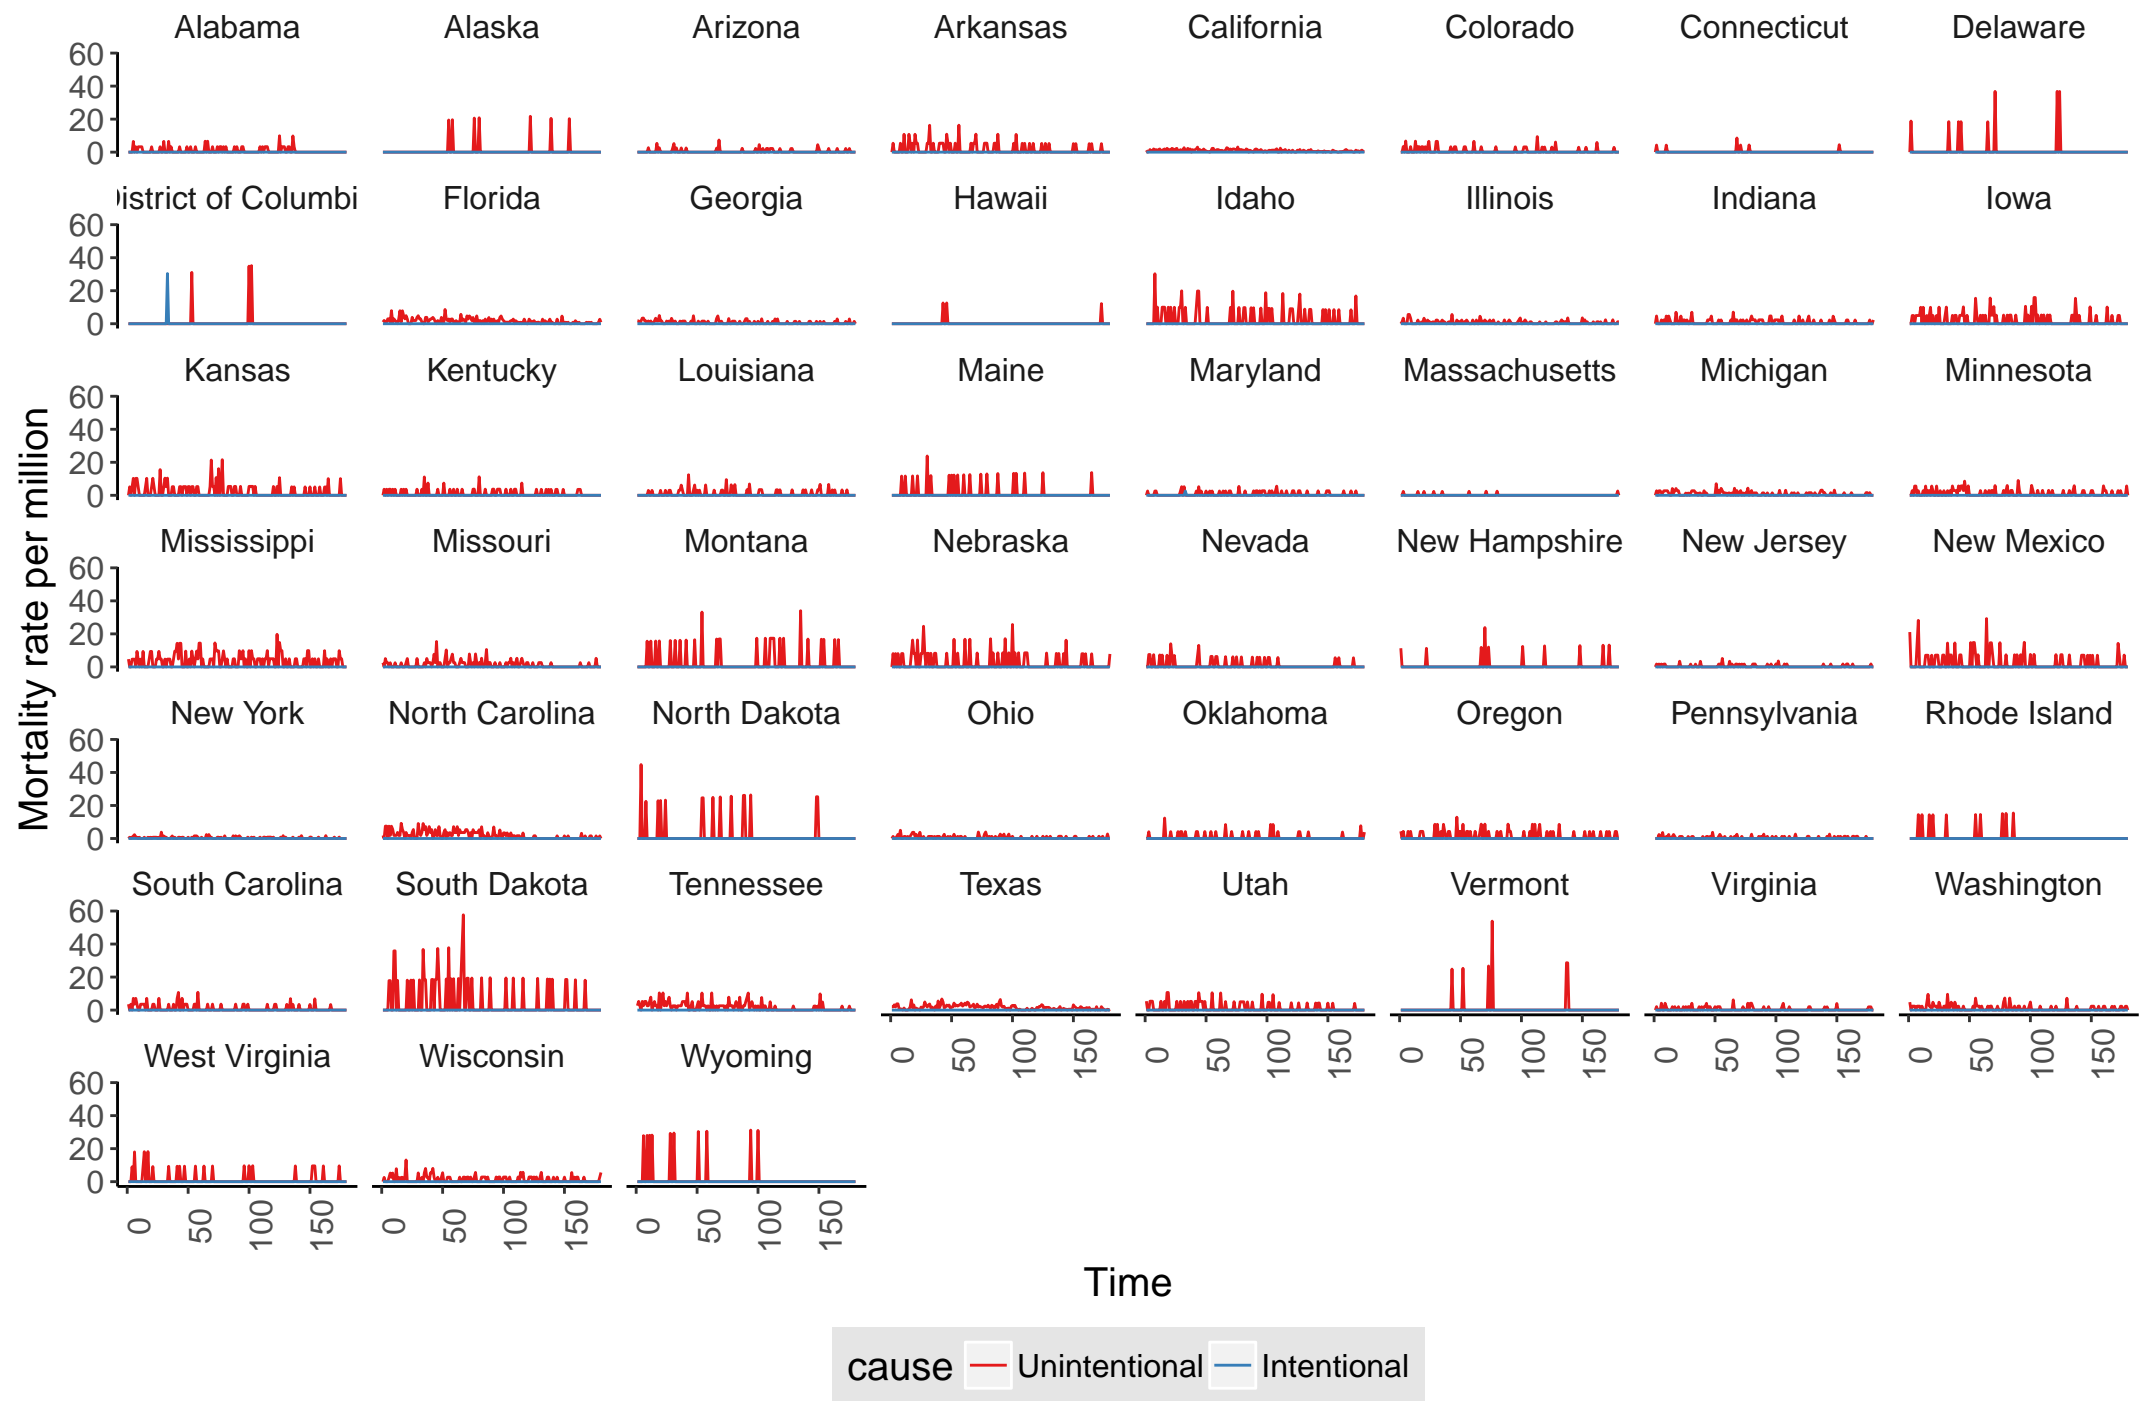 Alabama Alaska Arizona Arkansas California Colorado Connecticut Delaware
60
40
20
0
istrict of Columbi Florida Georgia Hawaii Idaho Illinois Indiana Iowa
60
40
20
0
Kansas Kentucky Louisiana Maine Maryland Massachusetts Michigan Minnesota
60
40
20
0
Mortality rate per million
Mississippi Missouri Montana Nebraska Nevada New Hampshire New Jersey New Mexico
60
40
20
0
New York North Carolina North Dakota Ohio Oklahoma Oregon Pennsylvania Rhode Island
60
40
20
0
South Carolina South Dakota Tennessee Texas Utah Vermont Virginia Washington
60
40
20
0
0 50 100 150 0 50 100 150 0 50 100 150 0 50 100 150 0 50 100 150
West Virginia Wisconsin Wyoming
60
40
20
0
0 50 100 150 0 50 100 150 0 50 100 150
Time
cause Unintentional Intentional